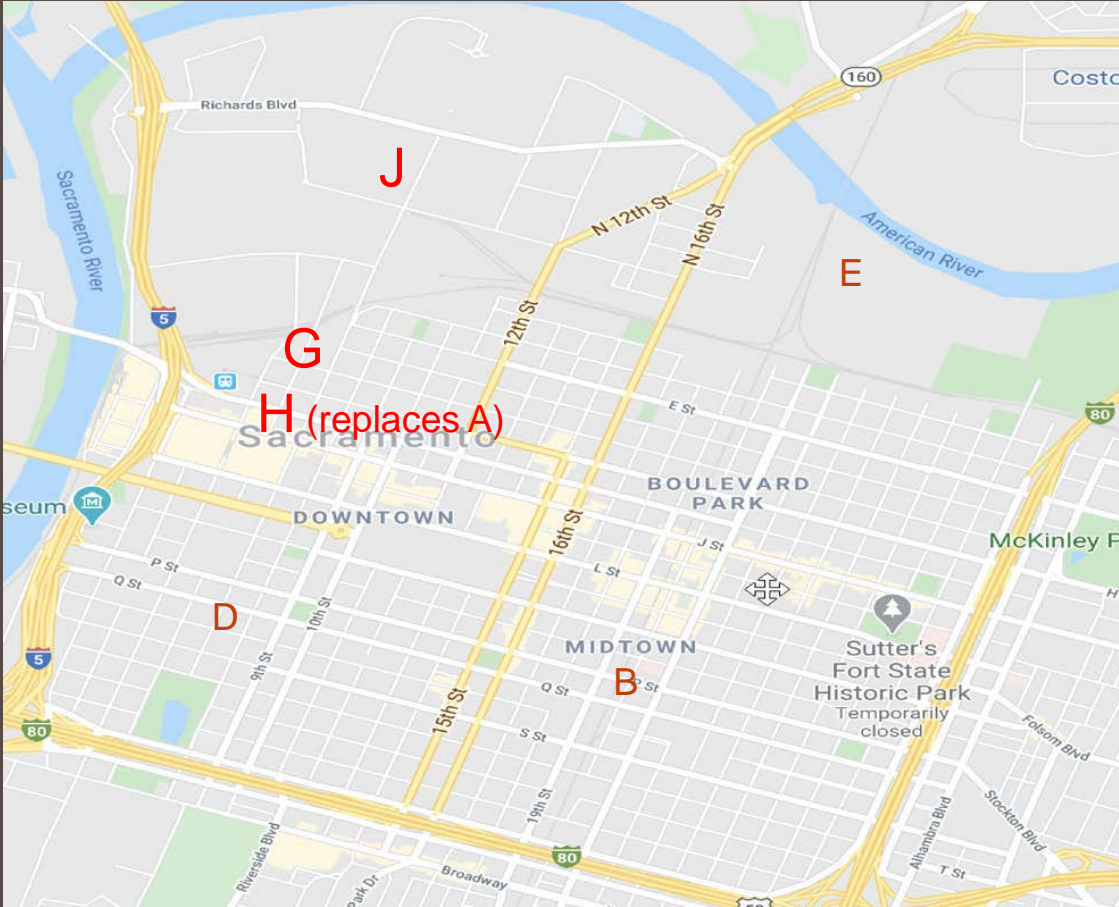 160
Costc
Richards Blvd
J
Sacramento River
N 12th St
N 16th St
American River
E
5
12th St
G
H (replaces A)
Sacramento
E St
80
BOULEVARD
PARK
seum
M
DOWNTOWN
16th St
J St
McKinley P
P St
L St
Q St
H
D
10th St
MIDTOWN
Sutter's
Fort State
Historic Park
Temporarily
closed
5
9th St
B
P St
Q St
15th St
80
S St
Folsom Blvd
19th St
Stockton Blvd
Alhambra Blvd
Riverside Blvd
80
T St
Broadway
Park Dr